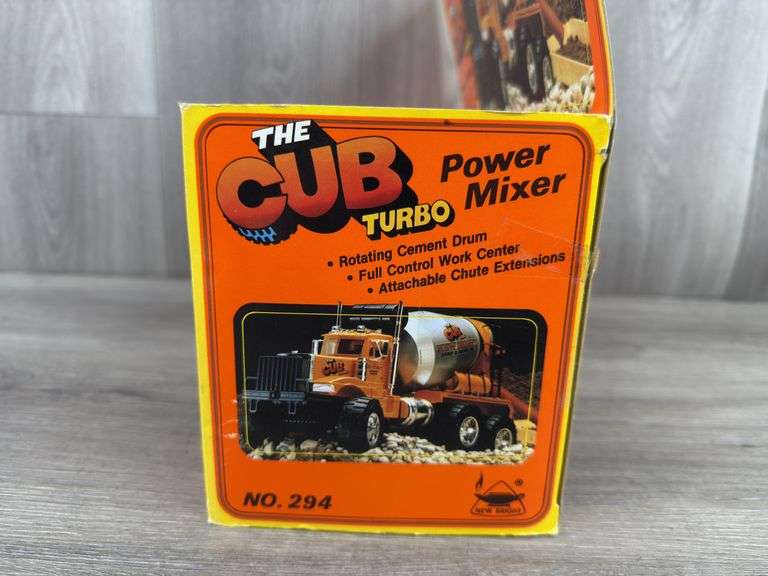 THE
CUB
TURBO
Power
Mixer
• Rotating Cement Drum
• Full Control Work Center
• Attachable Chute Extensions
CUB
NO. 294
®
NEW BRIGHT